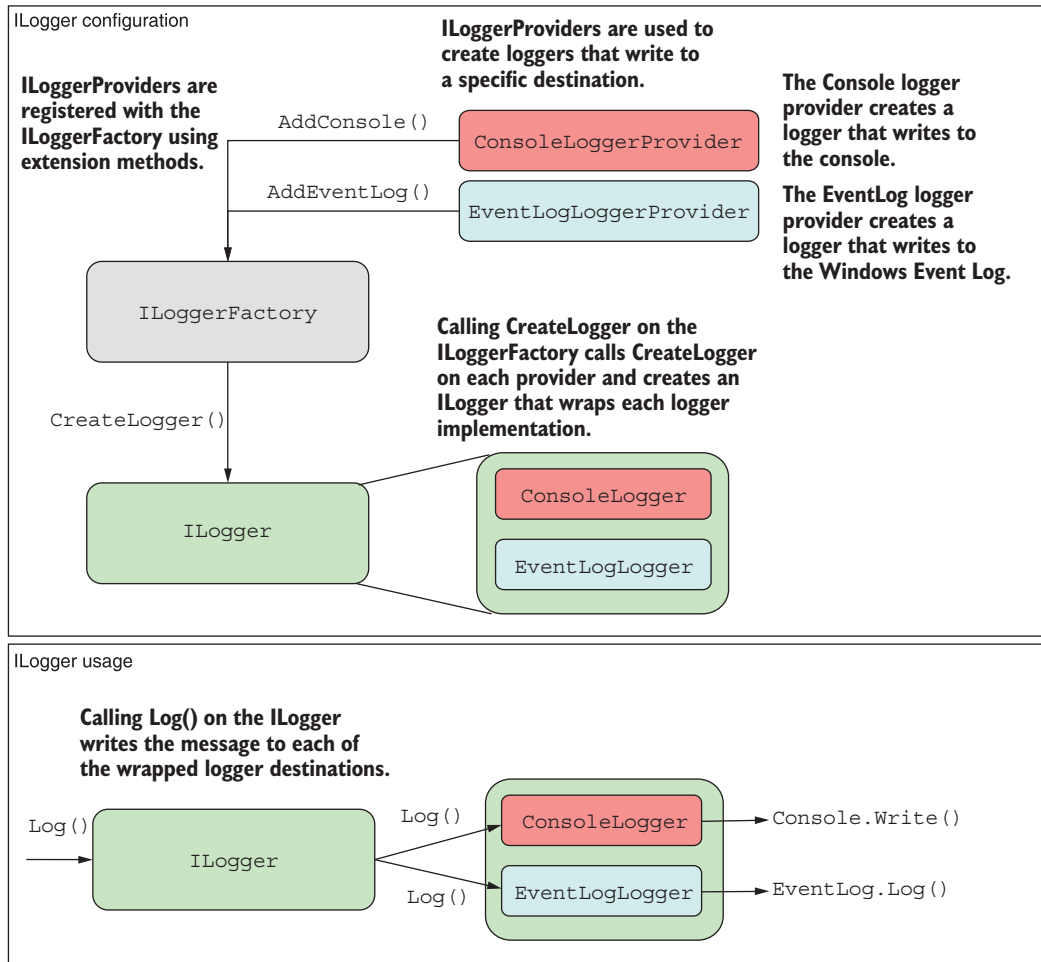 ILogger configuration
ILoggerProviders are
registered with the
ILoggerFactory using
extension methods.
ILoggerProviders are used to
create loggers that write to
a specific destination.
AddConsole()
ConsoleLoggerProvider
The Console logger
provider creates a
logger that writes to
the console.
AddEventLog()
EventLogLoggerProvider
The EventLog logger
provider creates a
logger that writes to
the Windows Event Log.
ILoggerFactory
Calling CreateLogger on the
ILoggerFactory calls CreateLogger
on each provider and creates an
ILogger that wraps each logger
implementation.
CreateLogger()
ILogger
ConsoleLogger
EventLogLogger
ILogger usage
Calling Log() on the ILogger
writes the message to each of
the wrapped logger destinations.
Log()
ILogger
Log()
ConsoleLogger
Console.Write()
Log()
EventLogLogger
EventLog.Log()